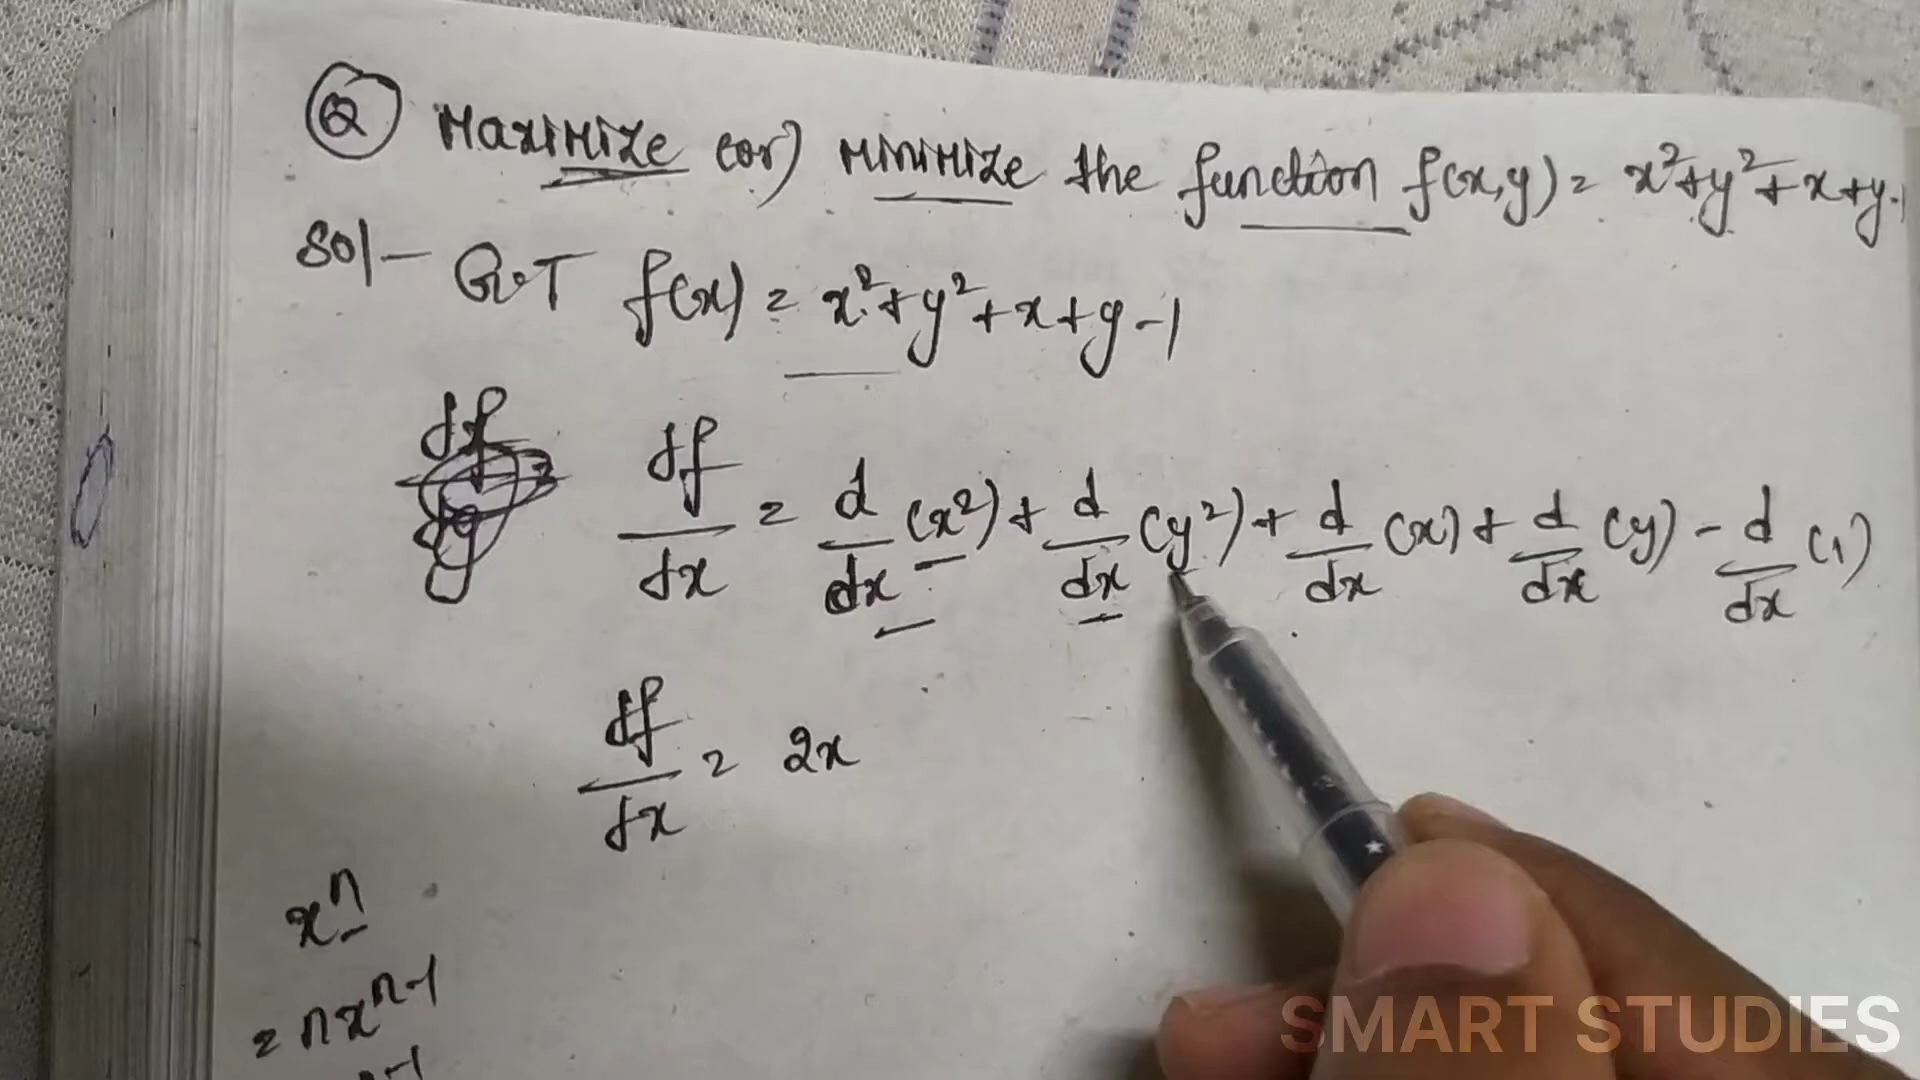 Q Maximize (or) minimize the function f(x,y) = x²+y²+x+y-1
Sol- G.T f(x) = x²+y²+x+y-1
df/dx = d/dx (x²) + d/dx (y²) + d/dx (x) + d/dx (y) - d/dx (1)
df/dx = 2x
xⁿ
= nxⁿ⁻¹
SMART STUDIES